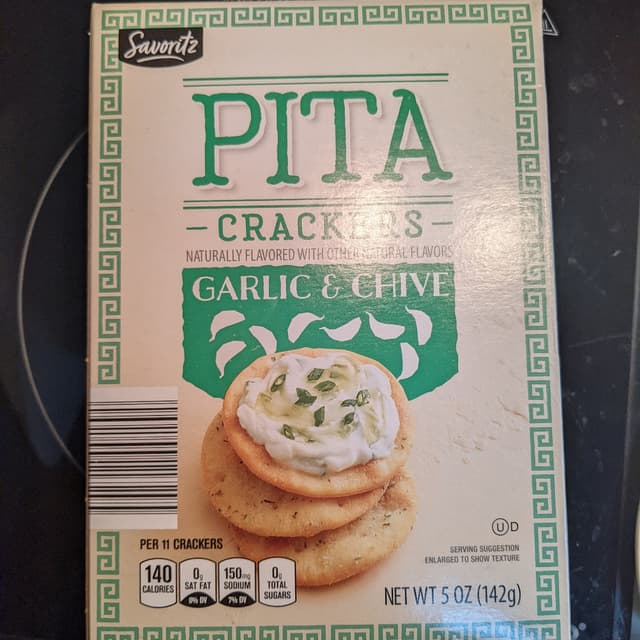 Savoritz
PITA
CRACKERS
NATURALLY FLAVORED WITH OTHER NATURAL FLAVORS
GARLIC & CHIVE
PER 11 CRACKERS
140
CALORIES
0g
SAT FAT
0% DV
150mg
SODIUM
7% DV
0g
TOTAL
SUGARS
U D
SERVING SUGGESTION
ENLARGED TO SHOW TEXTURE
NET WT 5 OZ (142g)